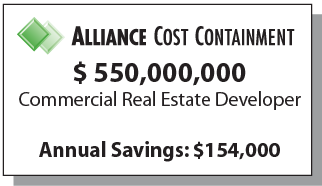 ALLIANCE COST CONTAINMENT
$ 550,000,000
Commercial Real Estate Developer
Annual Savings: $154,000